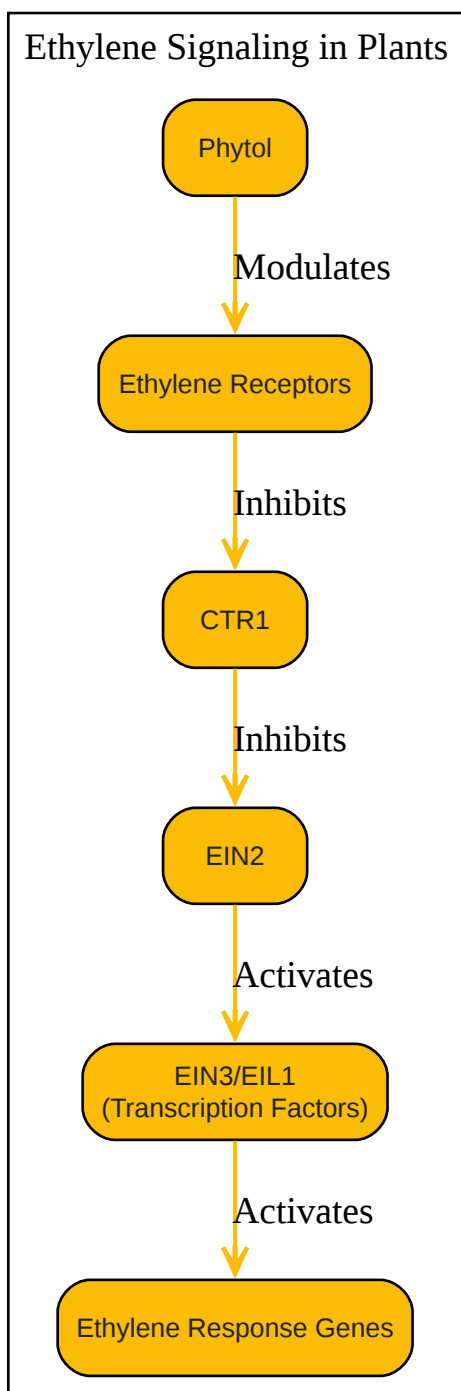 Ethylene Signaling in Plants
Phytol
Modulates
Ethylene Receptors
Inhibits
CTR1
Inhibits
EIN2
Activates
EIN3/EIL1
(Transcription Factors)
Activates
Ethylene Response Genes